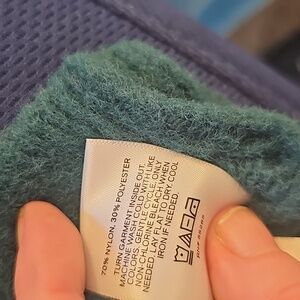 70% NYLON, 30% POLYESTER
TURN GARMENT INSIDE OUT.
MACHINE WASH COLD WITH LIKE
COLORS. GENTLE CYCLE.
NON-CHLORINE BLEACH ONLY
NEEDED. LAY FLAT TO DRY. COOL
IRON IF NEEDED.